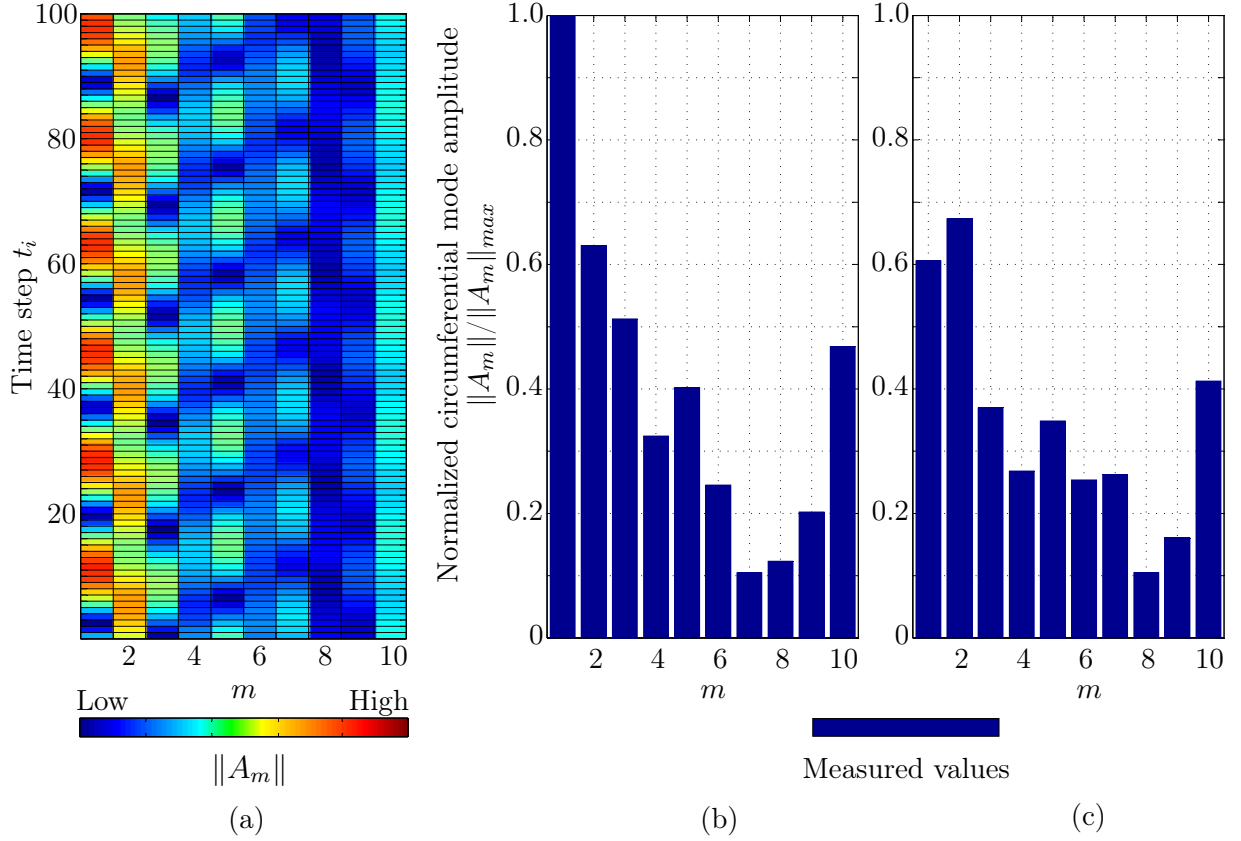 100
80
60
40
20
Time step t_i
2 4 6 8 10
m
Low High
‖A_m‖
(a)
Normalized circumferential mode amplitude
‖A_m‖/‖A_m‖_{max}
1.0
0.8
0.6
0.4
0.2
0
2 4 6 8 10
m
(b)
1.0
0.8
0.6
0.4
0.2
0
2 4 6 8 10
m
(c)
Measured values